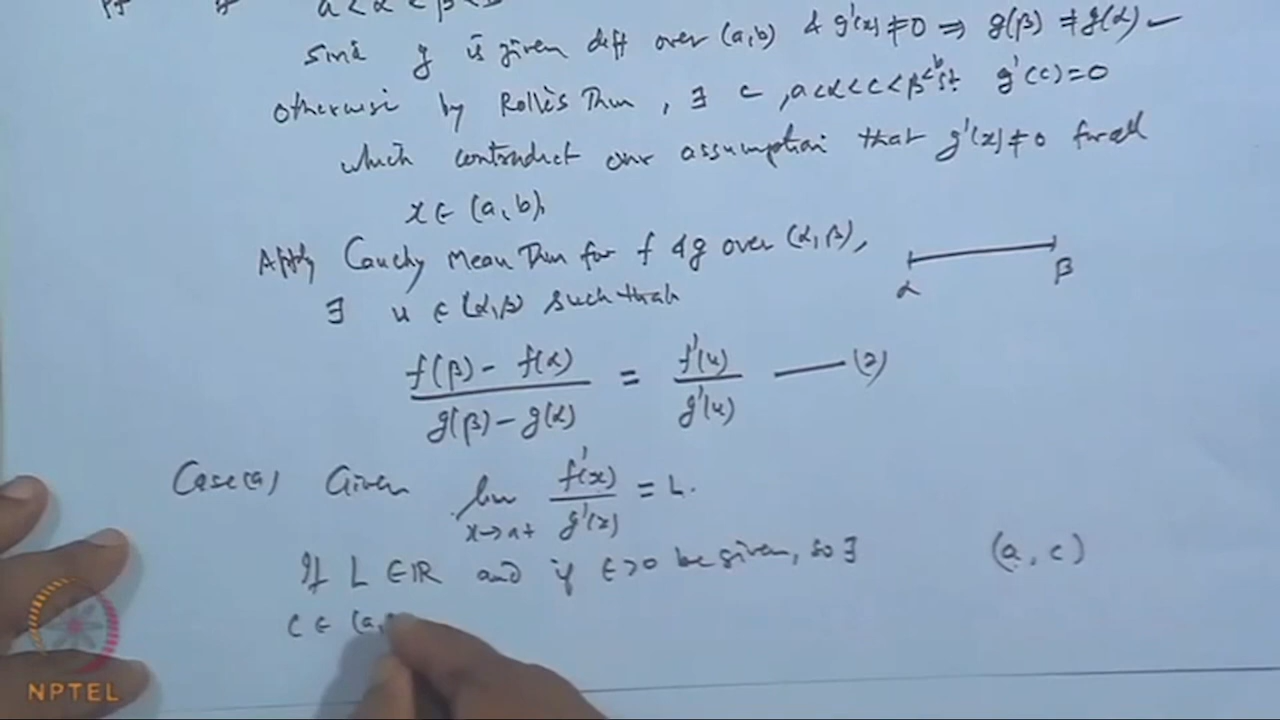 a < α < β < b
Since g is given diff over (a,b) & g'(x) ≠ 0 ⇒ g(β) ≠ g(α)
otherwise by Rolle's Thm, ∃ c, a<α<c<β<b st. g'(c)=0
which contradict our assumption that g'(x) ≠ 0 for all
x ∈ (a, b).
Apply Cauchy Mean Thm for f & g over (α, β),
α β
∃ u ∈ (α,β) such that
f(β) - f(α) / g(β) - g(α) = f'(u) / g'(u) —— (2)
Case(a) Given lim x→a+ f'(x) / g'(x) = L.
If L ∈ ℝ and if ε>0 be given, so ∃ (a, c)
c ∈ (a,
NPTEL